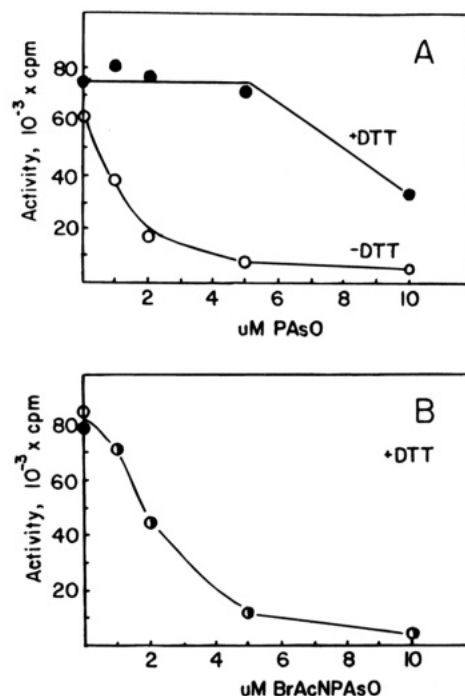 A
80
60
40
20
Activity, 10⁻³ x cpm
+DTT
-DTT
2 4 6 8 10
uM PAsO
B
80
60
40
20
Activity, 10⁻³ x cpm
+DTT
2 4 6 8 10
uM BrAcNPAsO